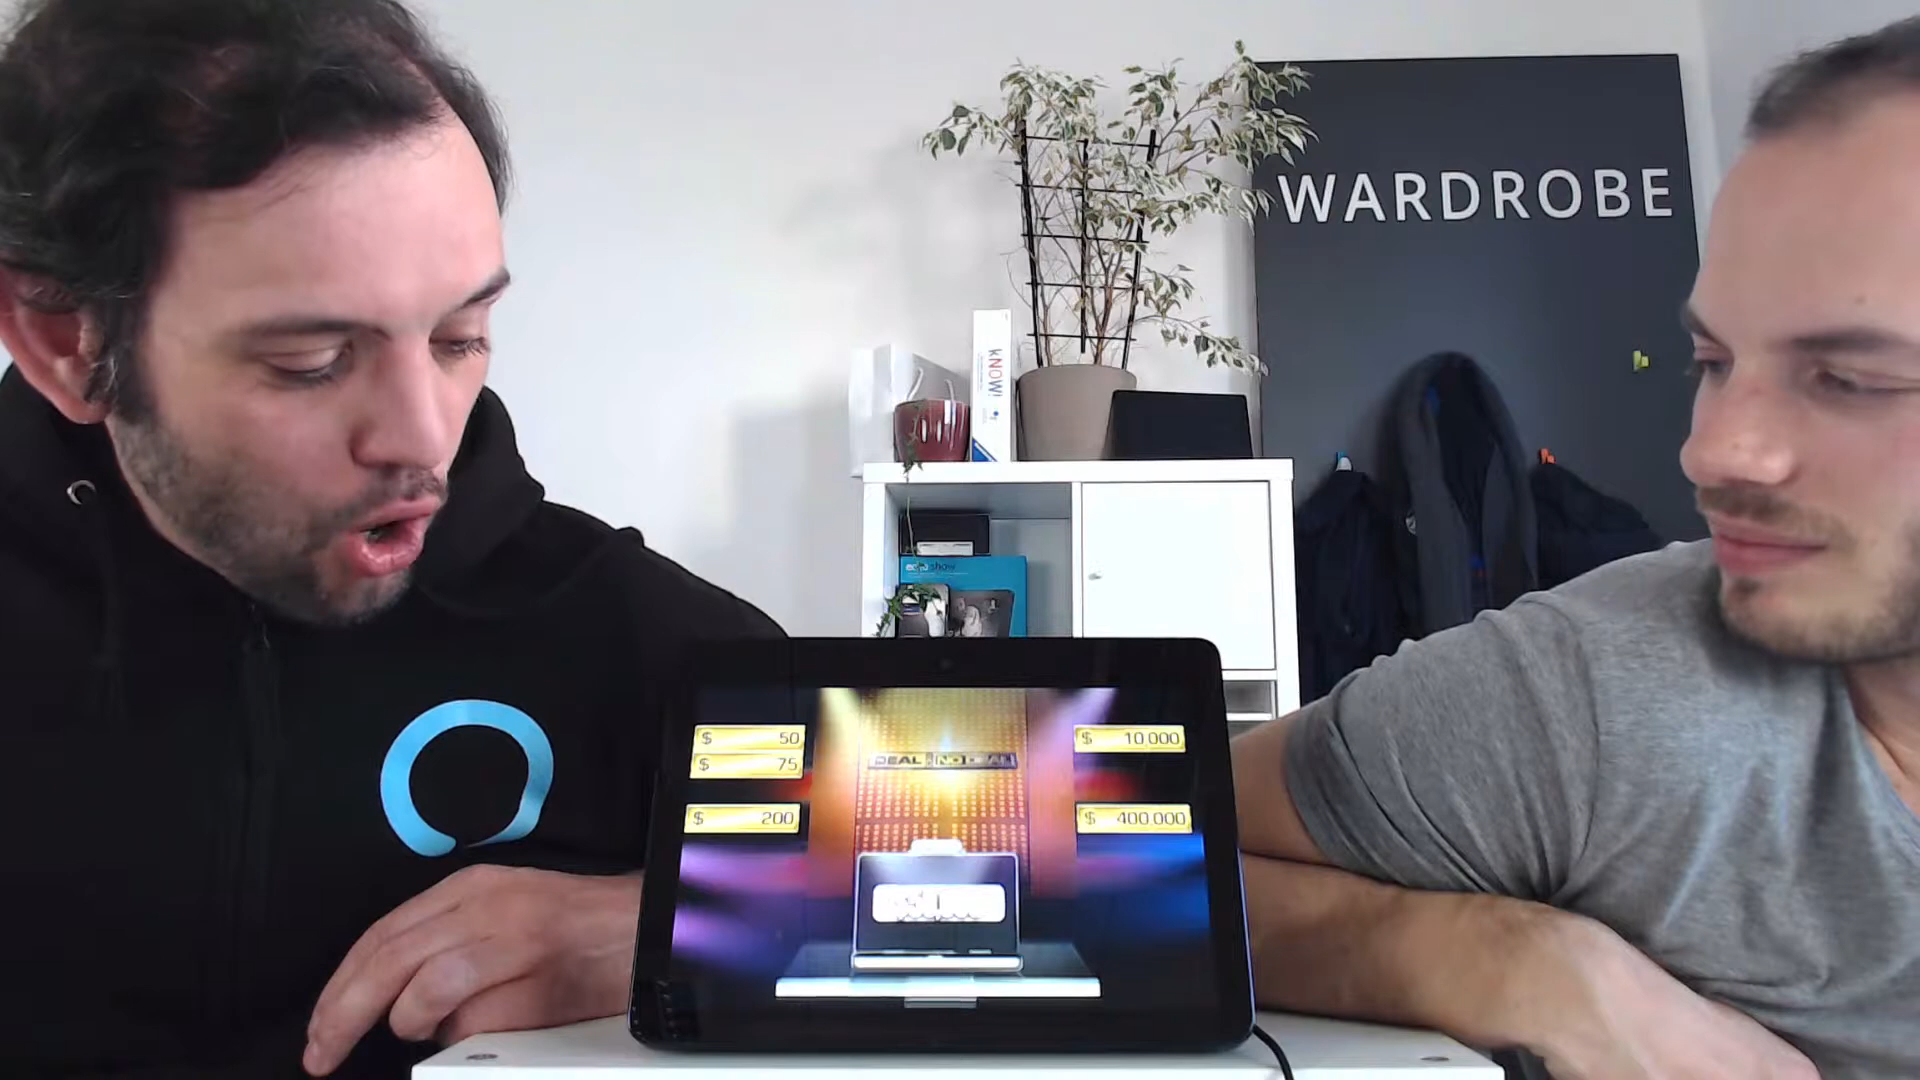 WARDROBE
KNOW!
echo show
$ 50
$ 75
$ 200
DEAL NO DEAL
$ 10 000
$ 400 000